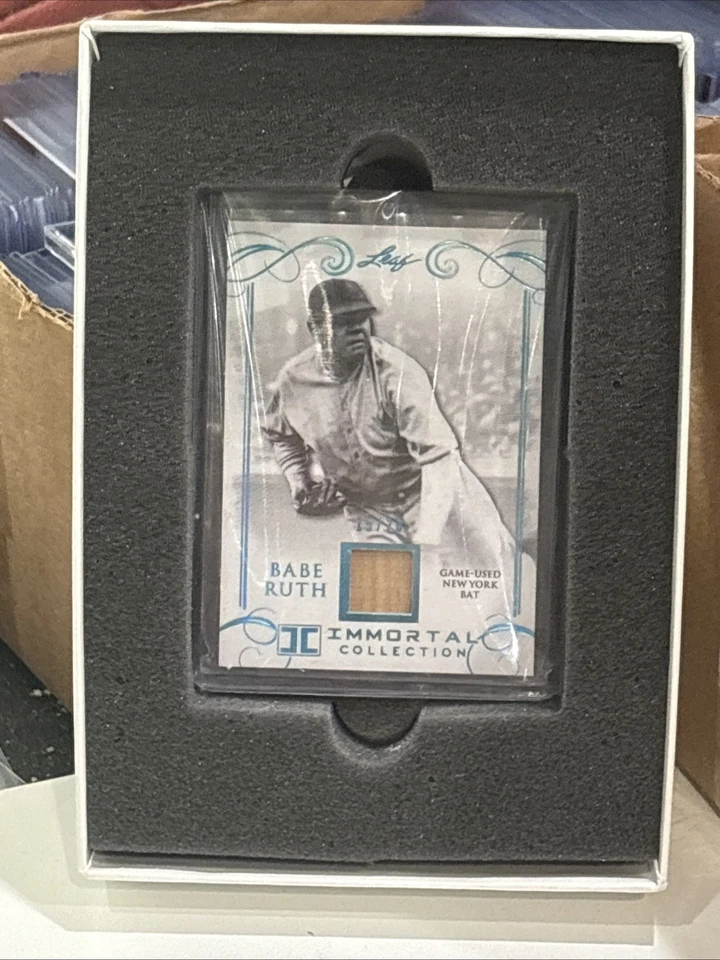 Leaf
BABE
RUTH
GAME-USED
NEW YORK
BAT
IMMORTAL
COLLECTION